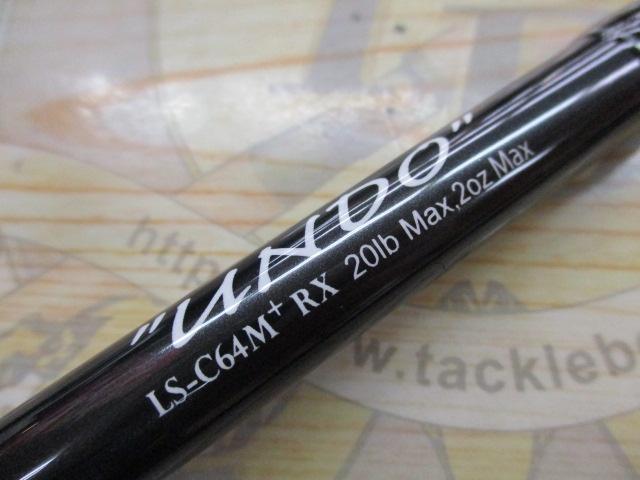 "UNDO"
LS-C64M+ RX 20lb Max,2oz Max
http
w.tackleb